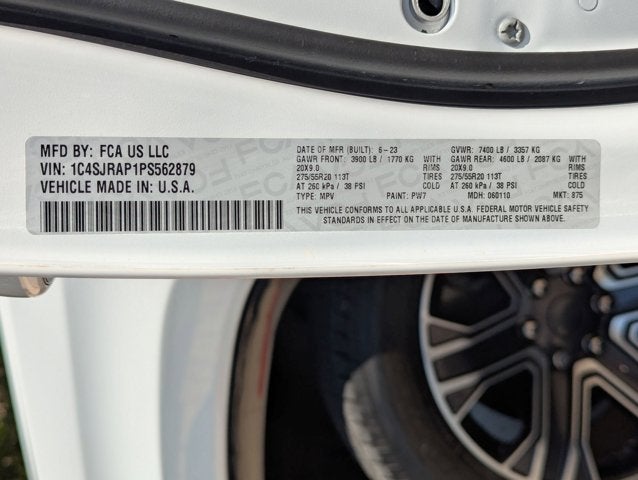 MFD BY: FCA US LLC
VIN: 1C4SJRAP1PS562879
VEHICLE MADE IN: U.S.A.
DATE OF MFR (BUILT): 6-23 GVWR: 7400 LB / 3357 KG
GAWR FRONT: 3900 LB / 1770 KG WITH GAWR REAR: 4600 LB / 2087 KG WITH
20X9.0 RIMS 20X9.0 RIMS
275/55R20 113T TIRES 275/55R20 113T TIRES
AT 260 kPa / 38 PSI COLD AT 260 kPa / 38 PSI COLD
TYPE: MPV PAINT: PW7 MDH: 060110 MKT: 875
THIS VEHICLE CONFORMS TO ALL APPLICABLE U.S.A. FEDERAL MOTOR VEHICLE SAFETY
STANDARDS IN EFFECT ON THE DATE OF MANUFACTURE SHOWN ABOVE.